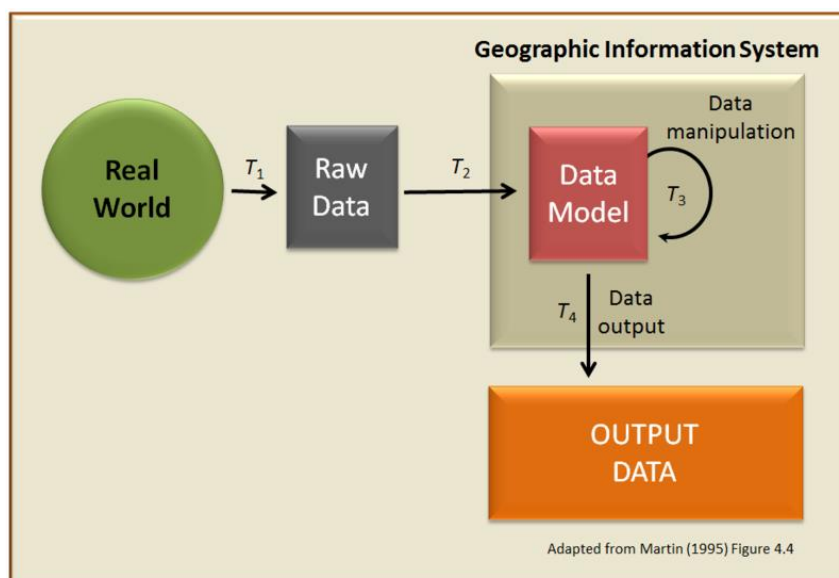 Geographic Information System
Real
World
T1
Raw
Data
T2
Data
Model
Data
manipulation
T3
T4
Data
output
OUTPUT
DATA
Adapted from Martin (1995) Figure 4.4